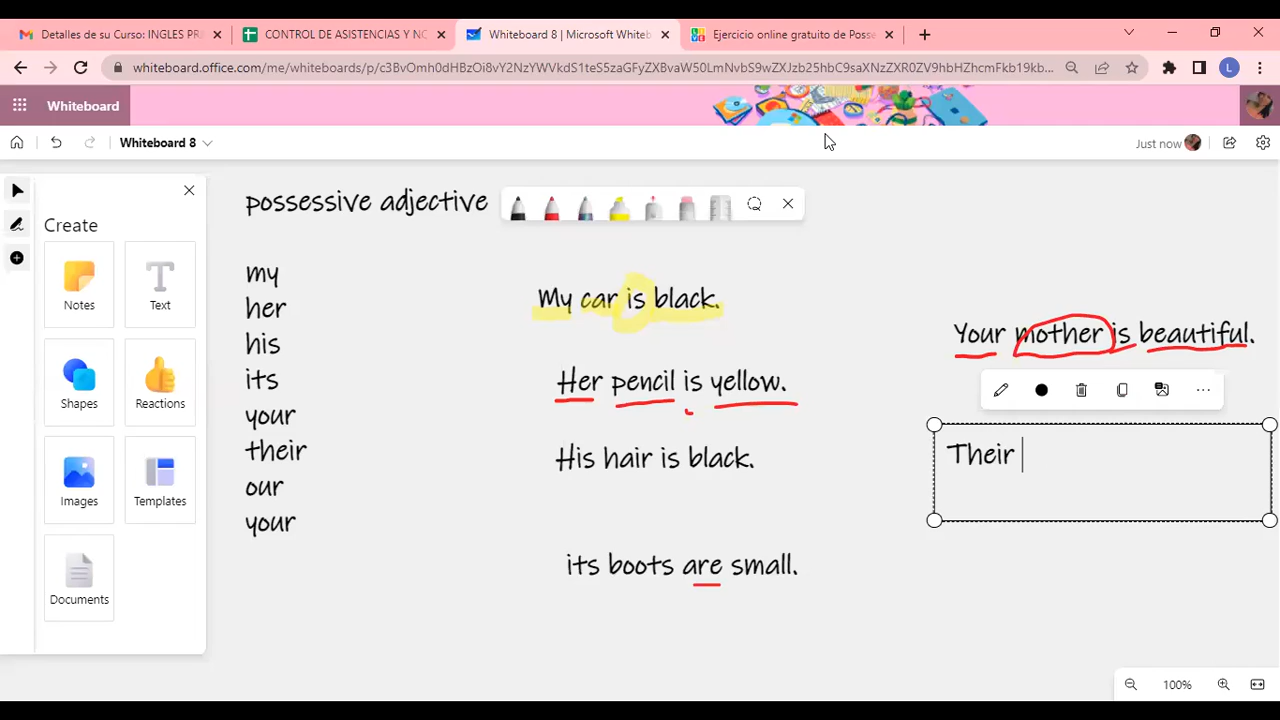 Detalles de su Curso: INGLES PRE
CONTROL DE ASISTENCIAS Y NO
Whiteboard 8 | Microsoft Whiteb
Ejercicio online gratuito de Posse
whiteboard.office.com/me/whiteboards/p/
L
Whiteboard
Whiteboard 8
Just now
Create
Notes
Text
Shapes
Reactions
Images
Templates
Documents
possessive adjective
my
her
his
its
your
their
our
your
My car is black.
Her pencil is yellow.
His hair is black.
its boots are small.
Your mother is beautiful.
Their
100%